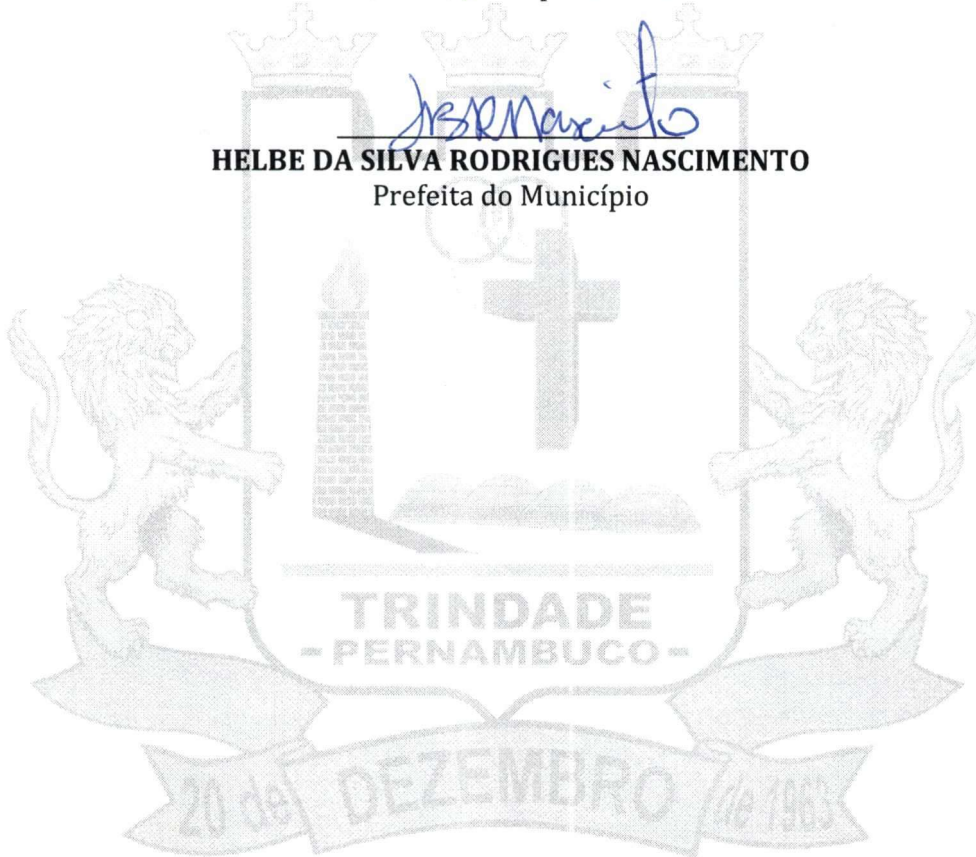 HELBE DA SILVA RODRIGUES NASCIMENTO
Prefeita do Município
TRINDADE
- PERNAMBUCO -
20 de DEZEMBRO de 1963